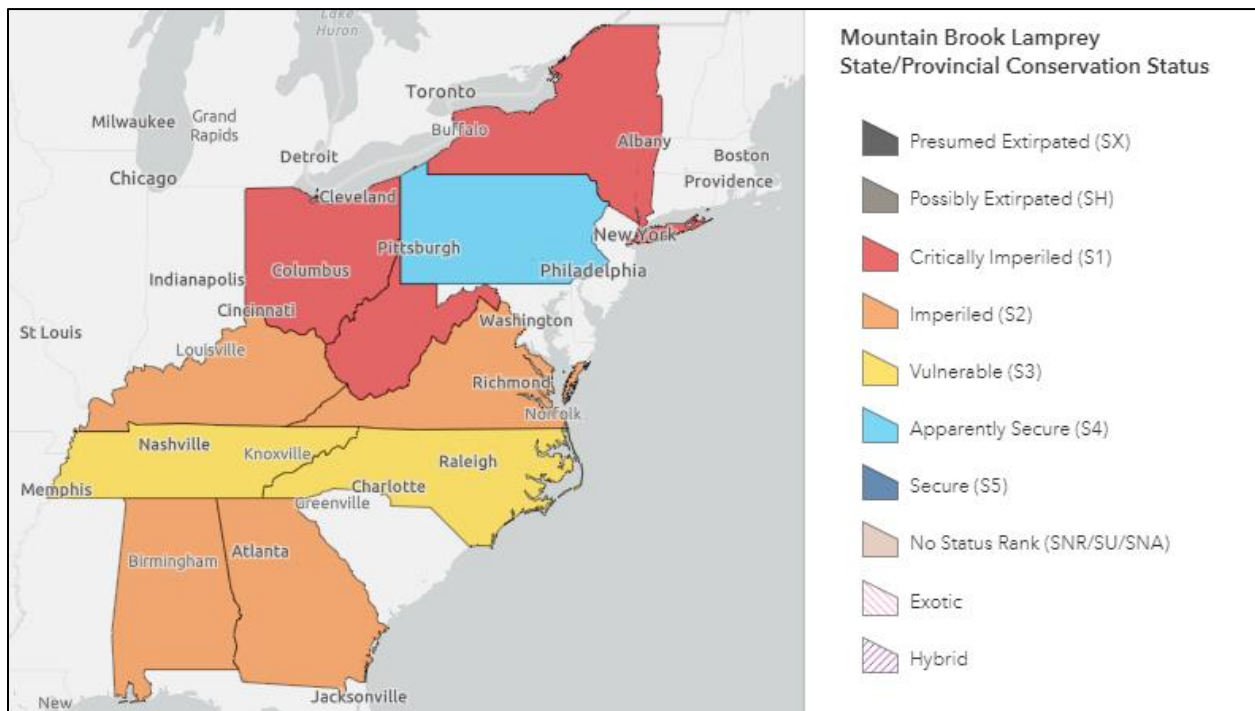 Lake
Huron
Toronto
Milwaukee
Grand
Rapids
Buffalo
Albany
Boston
Detroit
Chicago
Providence
Cleveland
New York
Pittsburgh
Indianapolis
Columbus
Philadelphia
Cincinnati
Washington
St Louis
Louisville
Richmond
Norfolk
Nashville
Knoxville
Raleigh
Memphis
Charlotte
Greenville
Birmingham
Atlanta
Jacksonville
New
Mountain Brook Lamprey
State/Provincial Conservation Status
Presumed Extirpated (SX)
Possibly Extirpated (SH)
Critically Imperiled (S1)
Imperiled (S2)
Vulnerable (S3)
Apparently Secure (S4)
Secure (S5)
No Status Rank (SNR/SU/SNA)
Exotic
Hybrid